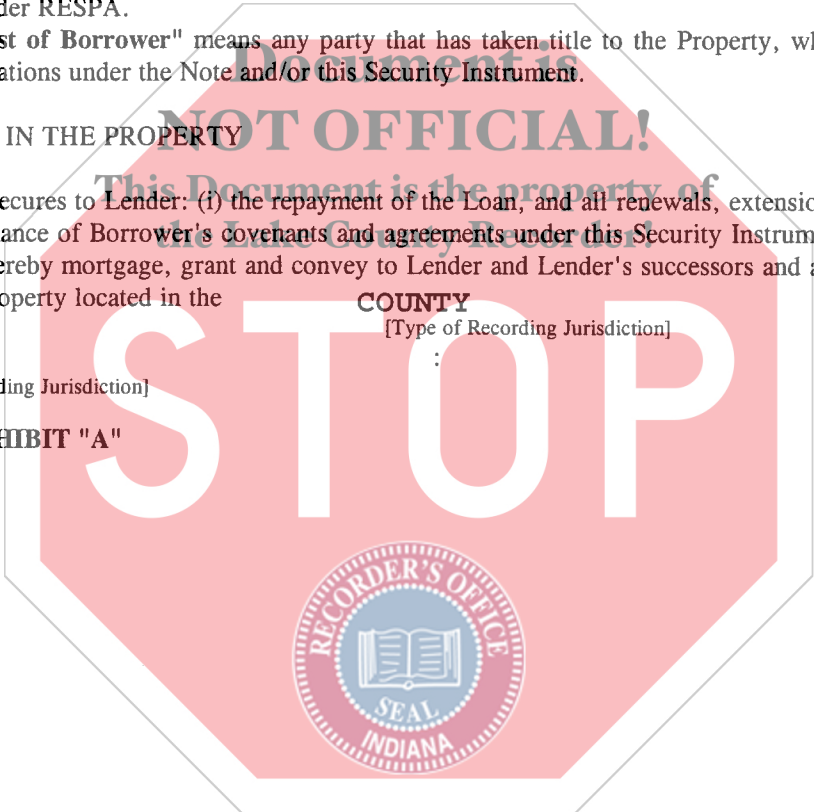 der RESPA.
st of Borrower" means any party that has taken title to the Property, wh
ations under the Note and/or this Security Instrument.
Document is
NOT OFFICIAL!
IN THE PROPERTY
This Document is the property of
the Lake County Recorder!
ecures to Lender: (i) the repayment of the Loan, and all renewals, extensio
ance of Borrower's covenants and agreements under this Security Instrum
ereby mortgage, grant and convey to Lender and Lender's successors and a
operty located in the COUNTY
[Type of Recording Jurisdiction]
:
ding Jurisdiction]
HIBIT "A"
STOP
RECORDER'S OFFICE
SEAL
INDIANA